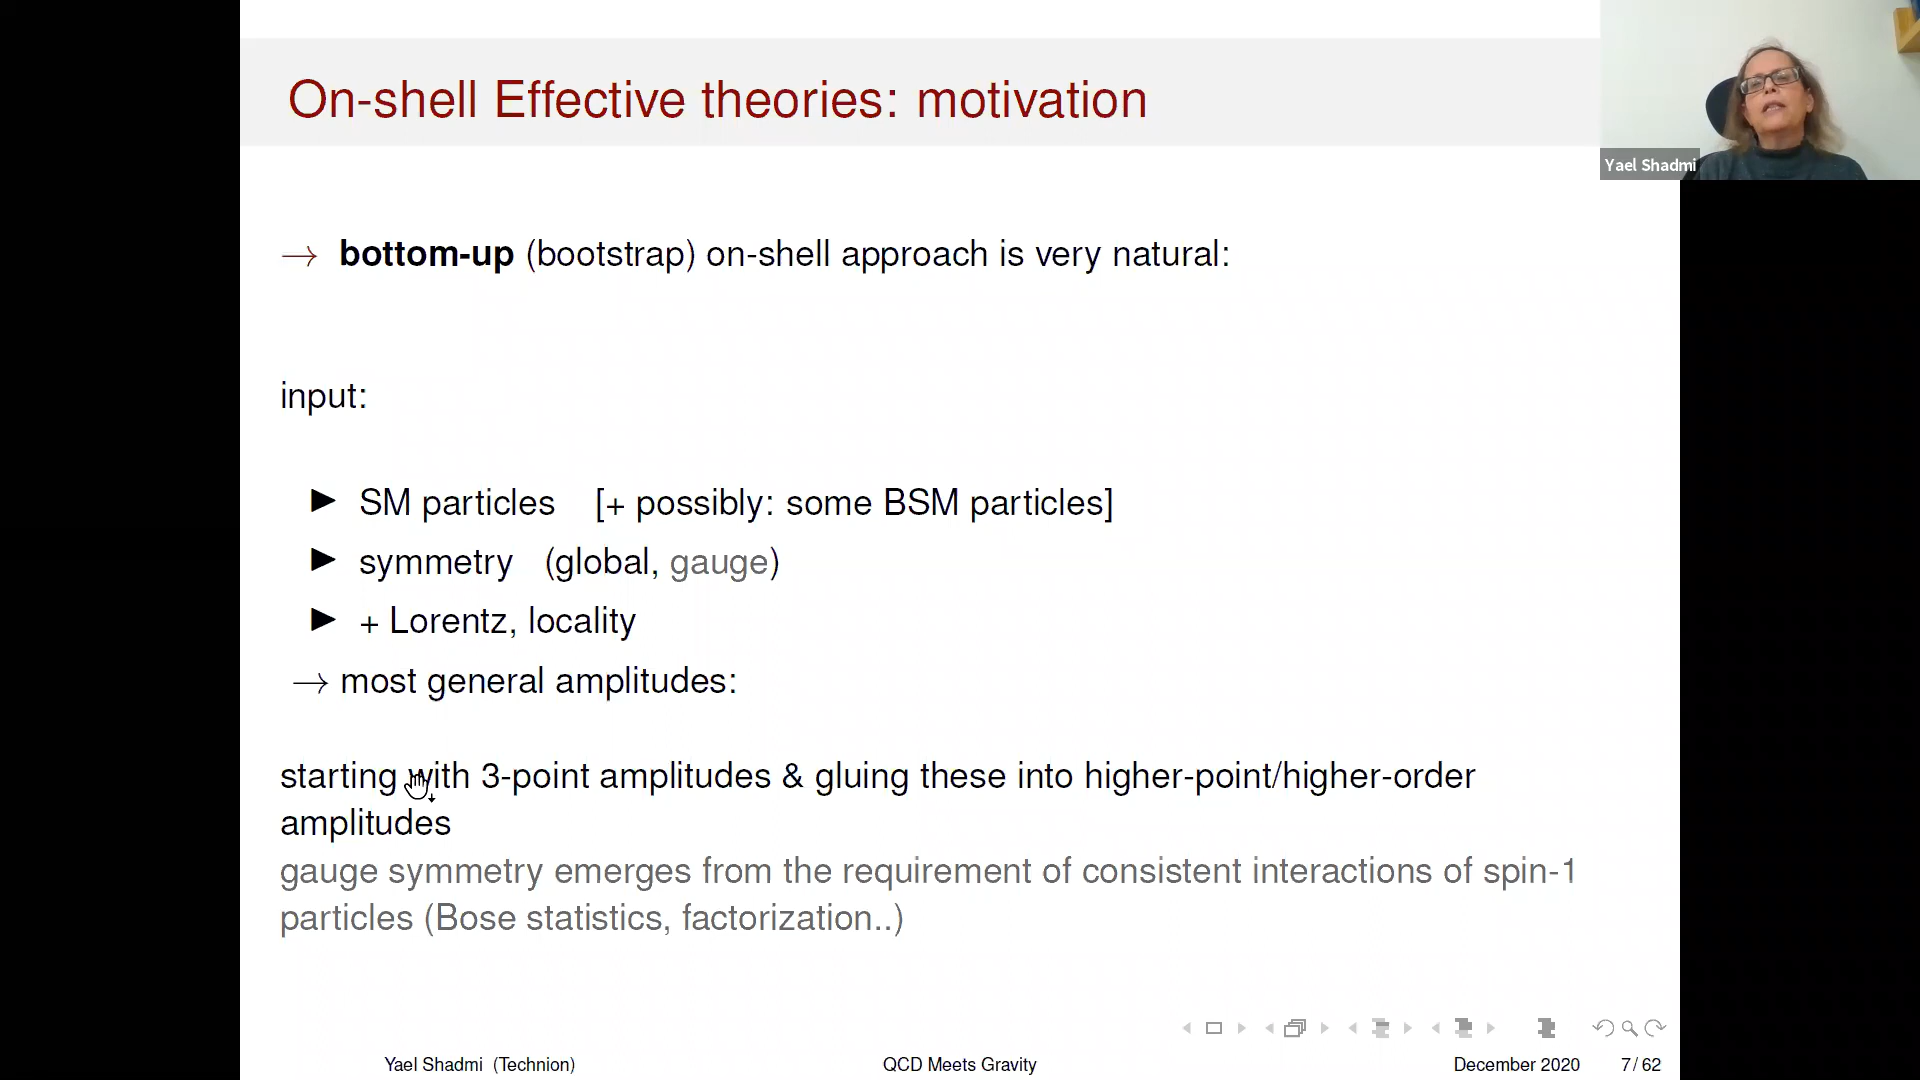 On-shell Effective theories: motivation
Yael Shadmi
→ bottom-up (bootstrap) on-shell approach is very natural:
input:
▶ SM particles [+ possibly: some BSM particles]
▶ symmetry (global, gauge)
▶ + Lorentz, locality
→ most general amplitudes:
starting with 3-point amplitudes & gluing these into higher-point/higher-order
amplitudes
gauge symmetry emerges from the requirement of consistent interactions of spin-1
particles (Bose statistics, factorization..)
Yael Shadmi (Technion) QCD Meets Gravity December 2020 7/62